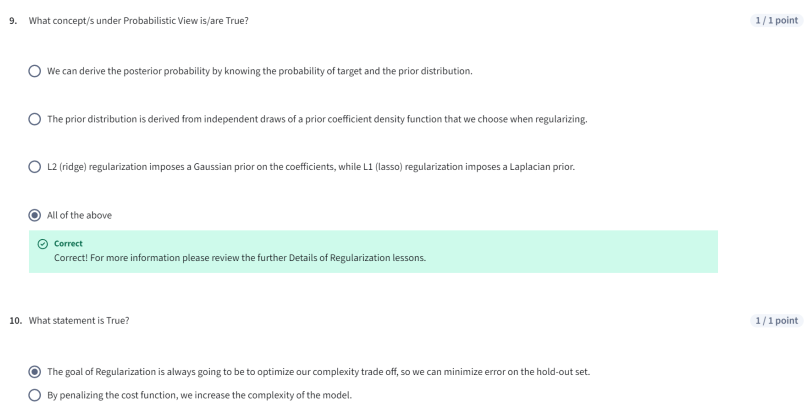 9. What concept/s under Probabilistic View is/are True?
1 / 1 point
We can derive the posterior probability by knowing the probability of target and the prior distribution.
The prior distribution is derived from independent draws of a prior coefficient density function that we choose when regularizing.
L2 (ridge) regularization imposes a Gaussian prior on the coefficients, while L1 (lasso) regularization imposes a Laplacian prior.
All of the above
Correct
Correct! For more information please review the further Details of Regularization lessons.
10. What statement is True?
1 / 1 point
The goal of Regularization is always going to be to optimize our complexity trade off, so we can minimize error on the hold-out set.
By penalizing the cost function, we increase the complexity of the model.